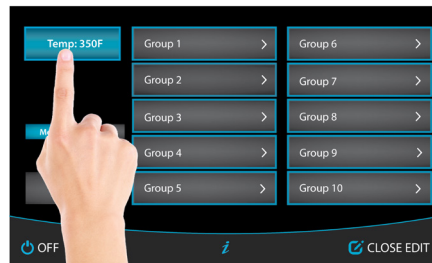 Temp: 350F
Group 1
Group 2
Group 3
Group 4
Group 5
Group 6
Group 7
Group 8
Group 9
Group 10
OFF
i
CLOSE EDIT